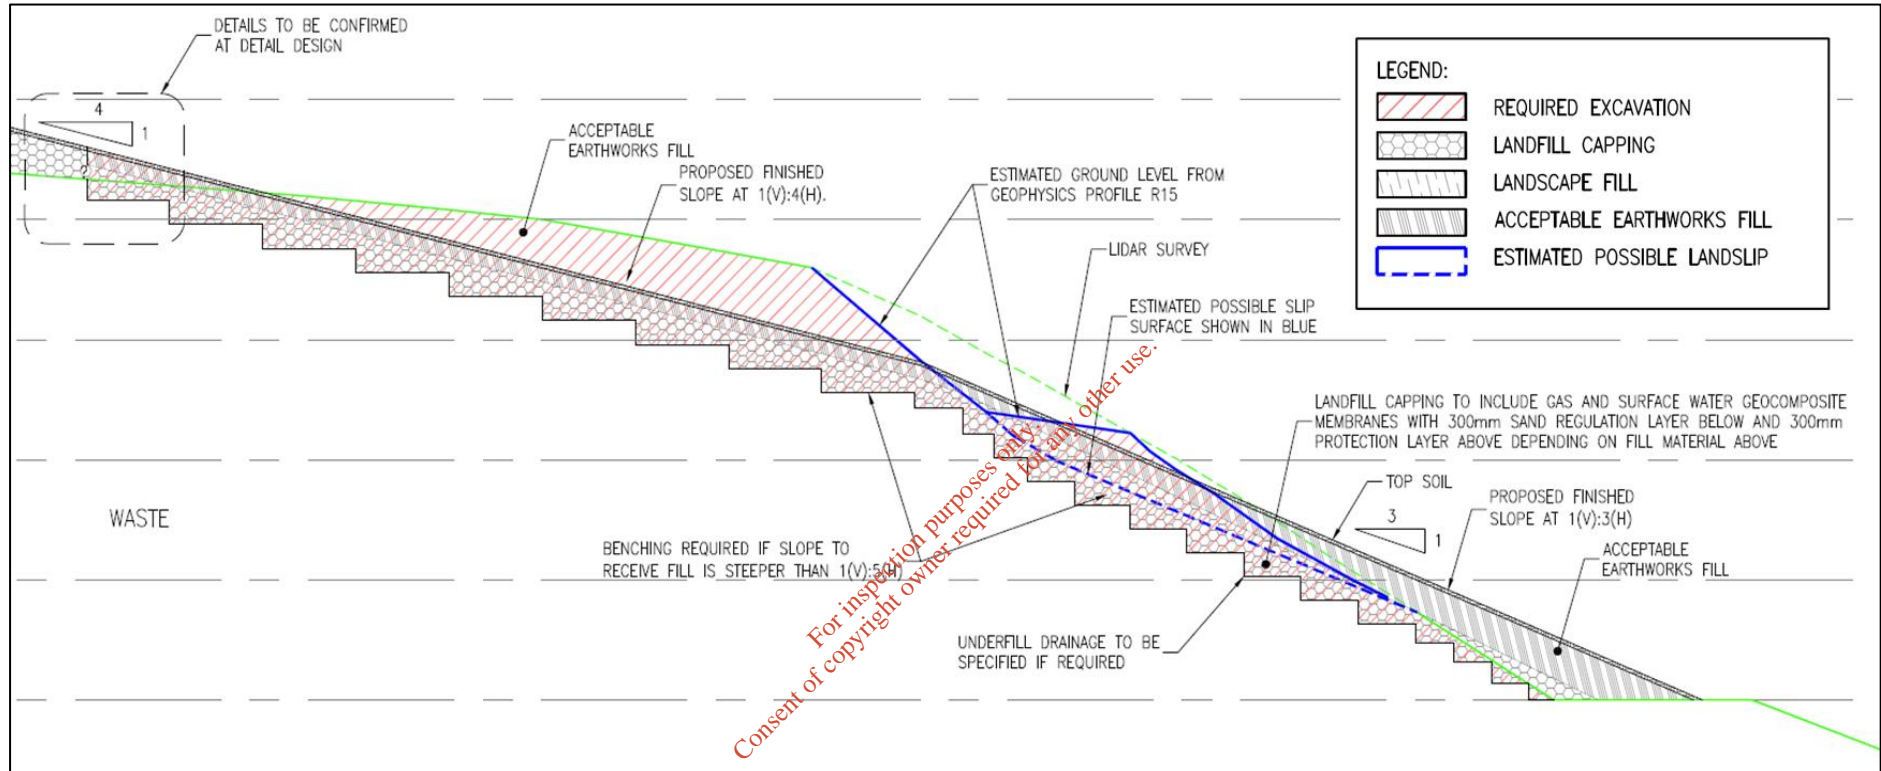 DETAILS TO BE CONFIRMED
AT DETAIL DESIGN
4
1
?
ACCEPTABLE
EARTHWORKS FILL
PROPOSED FINISHED
SLOPE AT 1(V):4(H).
ESTIMATED GROUND LEVEL FROM
GEOPHYSICS PROFILE R15
LIDAR SURVEY
ESTIMATED POSSIBLE SLIP
SURFACE SHOWN IN BLUE
LEGEND:
REQUIRED EXCAVATION
LANDFILL CAPPING
LANDSCAPE FILL
ACCEPTABLE EARTHWORKS FILL
ESTIMATED POSSIBLE LANDSLIP
LANDFILL CAPPING TO INCLUDE GAS AND SURFACE WATER GEOCOMPOSITE
MEMBRANES WITH 300mm SAND REGULATION LAYER BELOW AND 300mm
PROTECTION LAYER ABOVE DEPENDING ON FILL MATERIAL ABOVE
TOP SOIL
3
1
PROPOSED FINISHED
SLOPE AT 1(V):3(H)
ACCEPTABLE
EARTHWORKS FILL
WASTE
BENCHING REQUIRED IF SLOPE TO
RECEIVE FILL IS STEEPER THAN 1(V):5(H)
UNDERFILL DRAINAGE TO BE
SPECIFIED IF REQUIRED
For inspection purposes only.
Consent of copyright owner required for any other use.